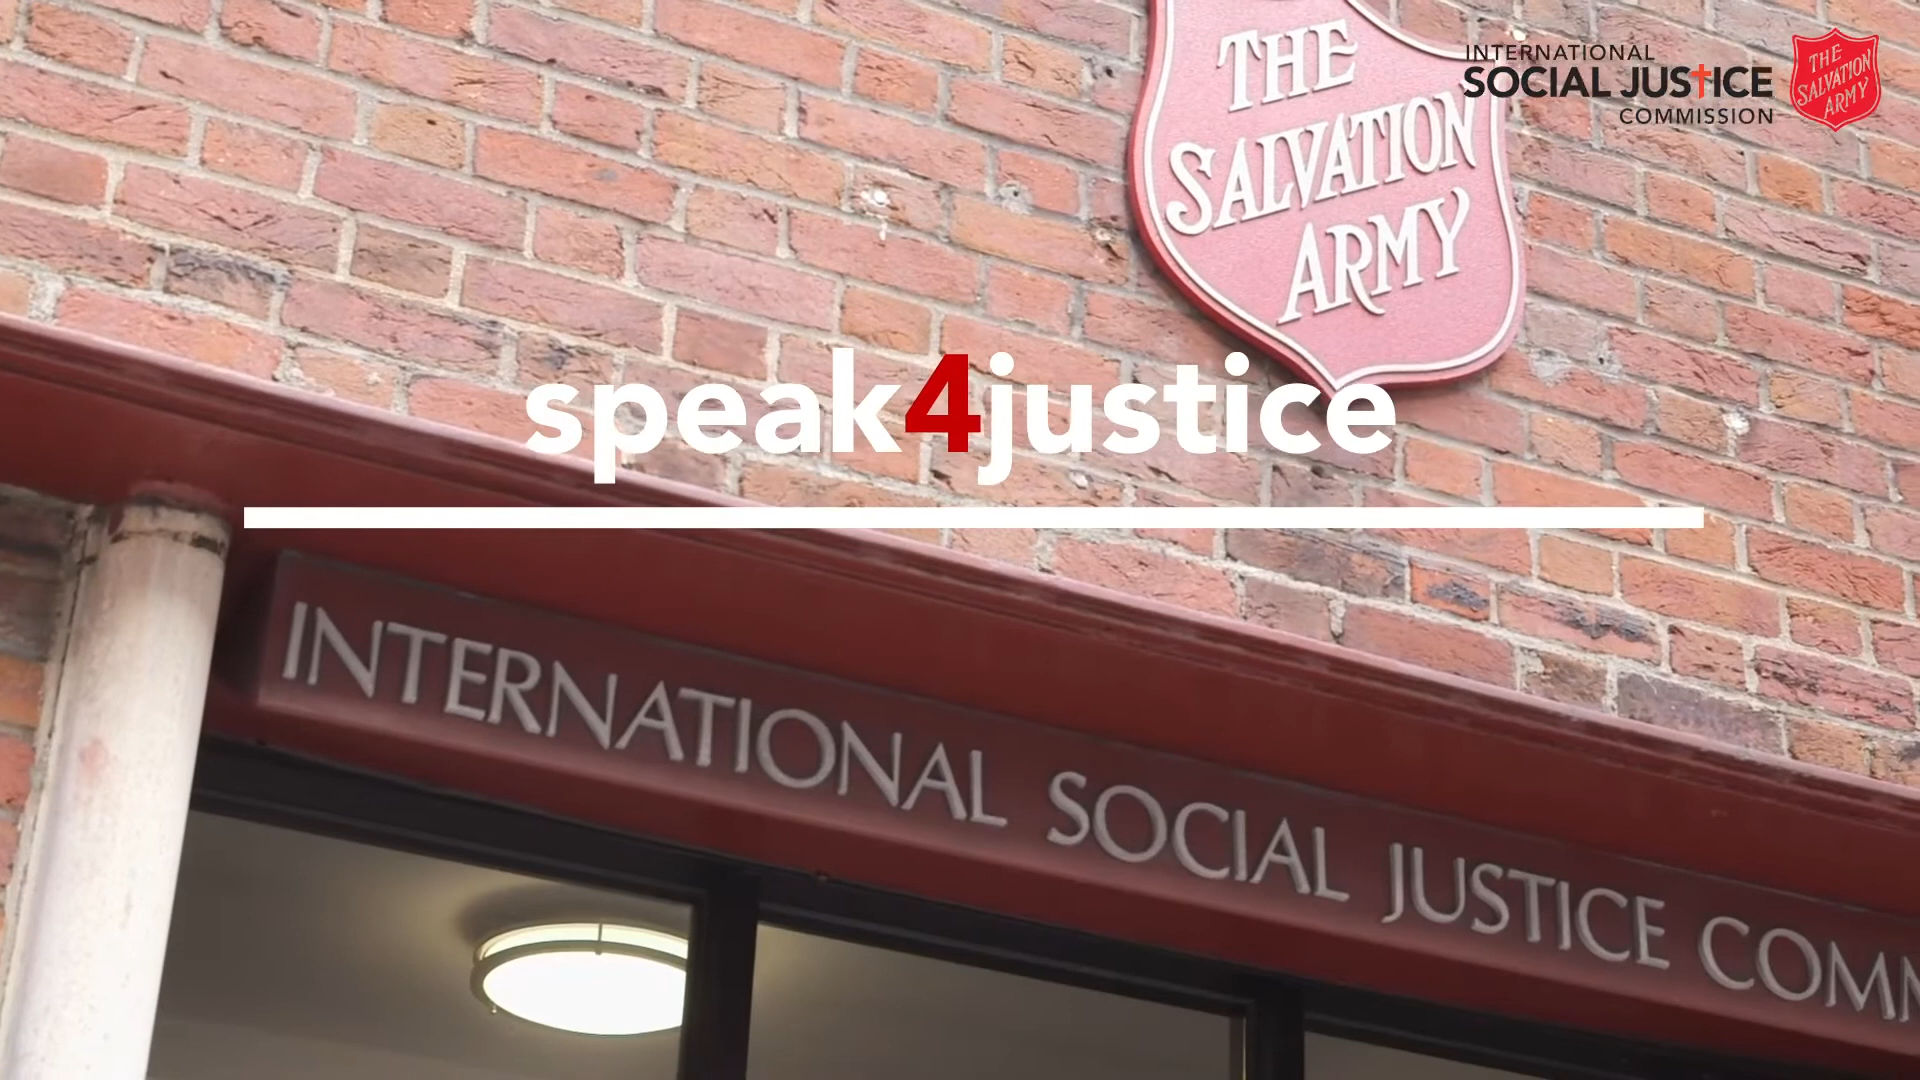 THE
SALVATION
ARMY
INTERNATIONAL
SOCIAL JUSTICE
COMMISSION
THE
SALVATION
ARMY
speak4justice
INTERNATIONAL SOCIAL JUSTICE COMM